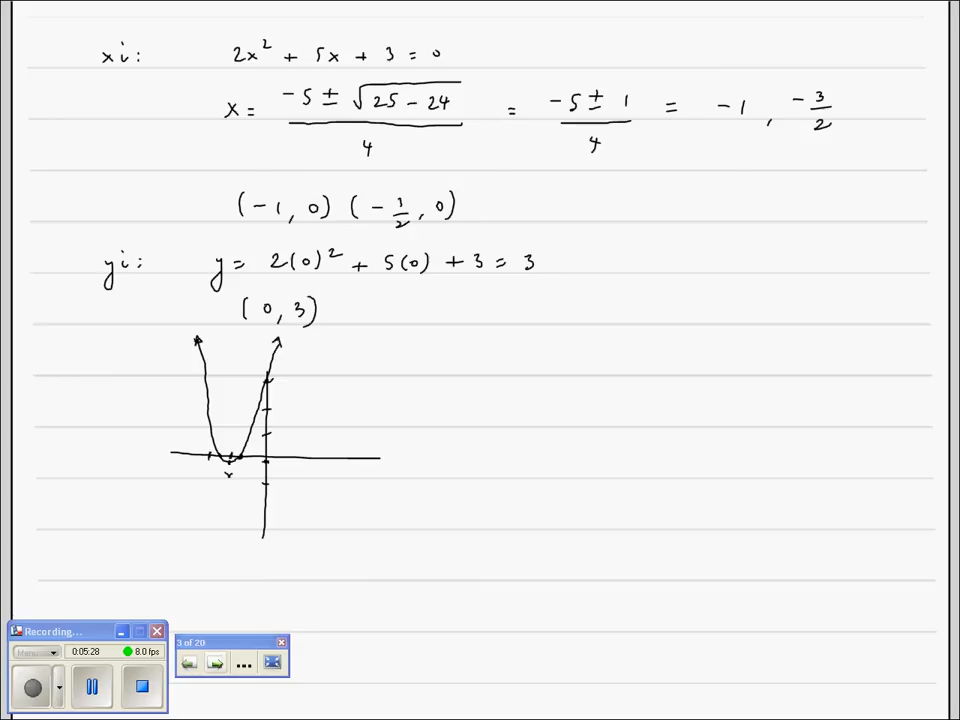 xi: 2x² + 5x + 3 = 0
x = (-5 ± √(25 - 24))/4 = (-5 ± 1)/4 = -1, -3/2
(-1, 0) (-1/2, 0)
yi: y = 2(0)² + 5(0) + 3 = 3
(0, 3)
Recording...
Menu
0:05:28
8.0 fps
3 of 20